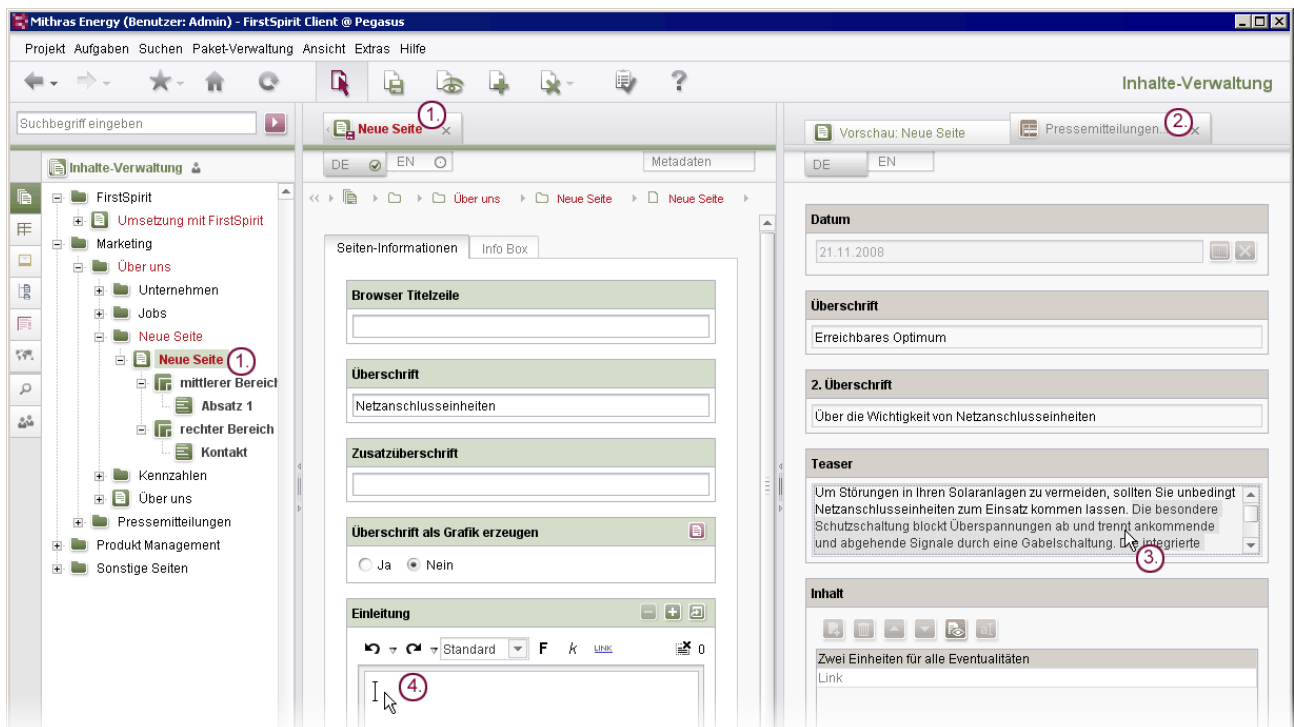 Mithras Energy (Benutzer: Admin) - FirstSpirit Client @ Pegasus
Projekt Aufgaben Suchen Paket-Verwaltung Ansicht Extras Hilfe
Inhalte-Verwaltung
Suchbegriff eingeben
Inhalte-Verwaltung
FirstSpirit
Umsetzung mit FirstSpirit
Marketing
Über uns
Unternehmen
Jobs
Neue Seite
Neue Seite 1.
mittlerer Bereich
Absatz 1
rechter Bereich
Kontakt
Kennzahlen
Über uns
Pressemitteilungen
Produkt Management
Sonstige Seiten
Neue Seite 1.
DE EN Metadaten
Über uns Neue Seite Neue Seite
Seiten-Informationen Info Box
Browser Titelzeile
Überschrift
Netzanschlusseinheiten
Zusatzüberschrift
Überschrift als Grafik erzeugen
Ja Nein
Einleitung
Standard F k LINK 0
4.
Vorschau: Neue Seite Pressemitteilungen... 2.
DE EN
Datum
21.11.2008
Überschrift
Erreichbares Optimum
2. Überschrift
Über die Wichtigkeit von Netzanschlusseinheiten
Teaser
Um Störungen in Ihren Solaranlagen zu vermeiden, sollten Sie unbedingt
Netzanschlusseinheiten zum Einsatz kommen lassen. Die besondere
Schutzschaltung blockt Überspannungen ab und trennt ankommende
und abgehende Signale durch eine Gabelschaltung. Die integrierte
3.
Inhalt
Zwei Einheiten für alle Eventualitäten
Link